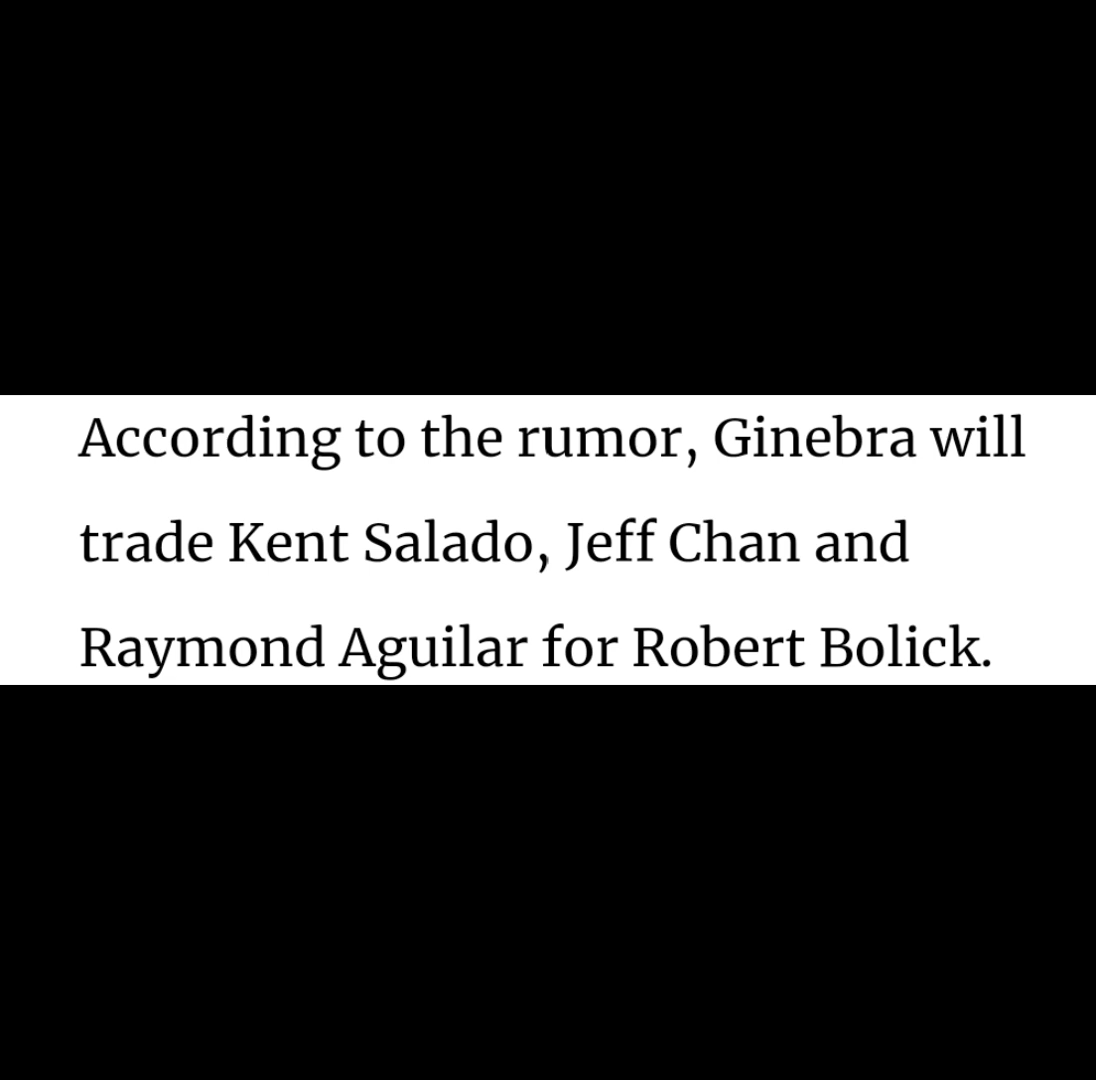 According to the rumor, Ginebra will
trade Kent Salado, Jeff Chan and
Raymond Aguilar for Robert Bolick.